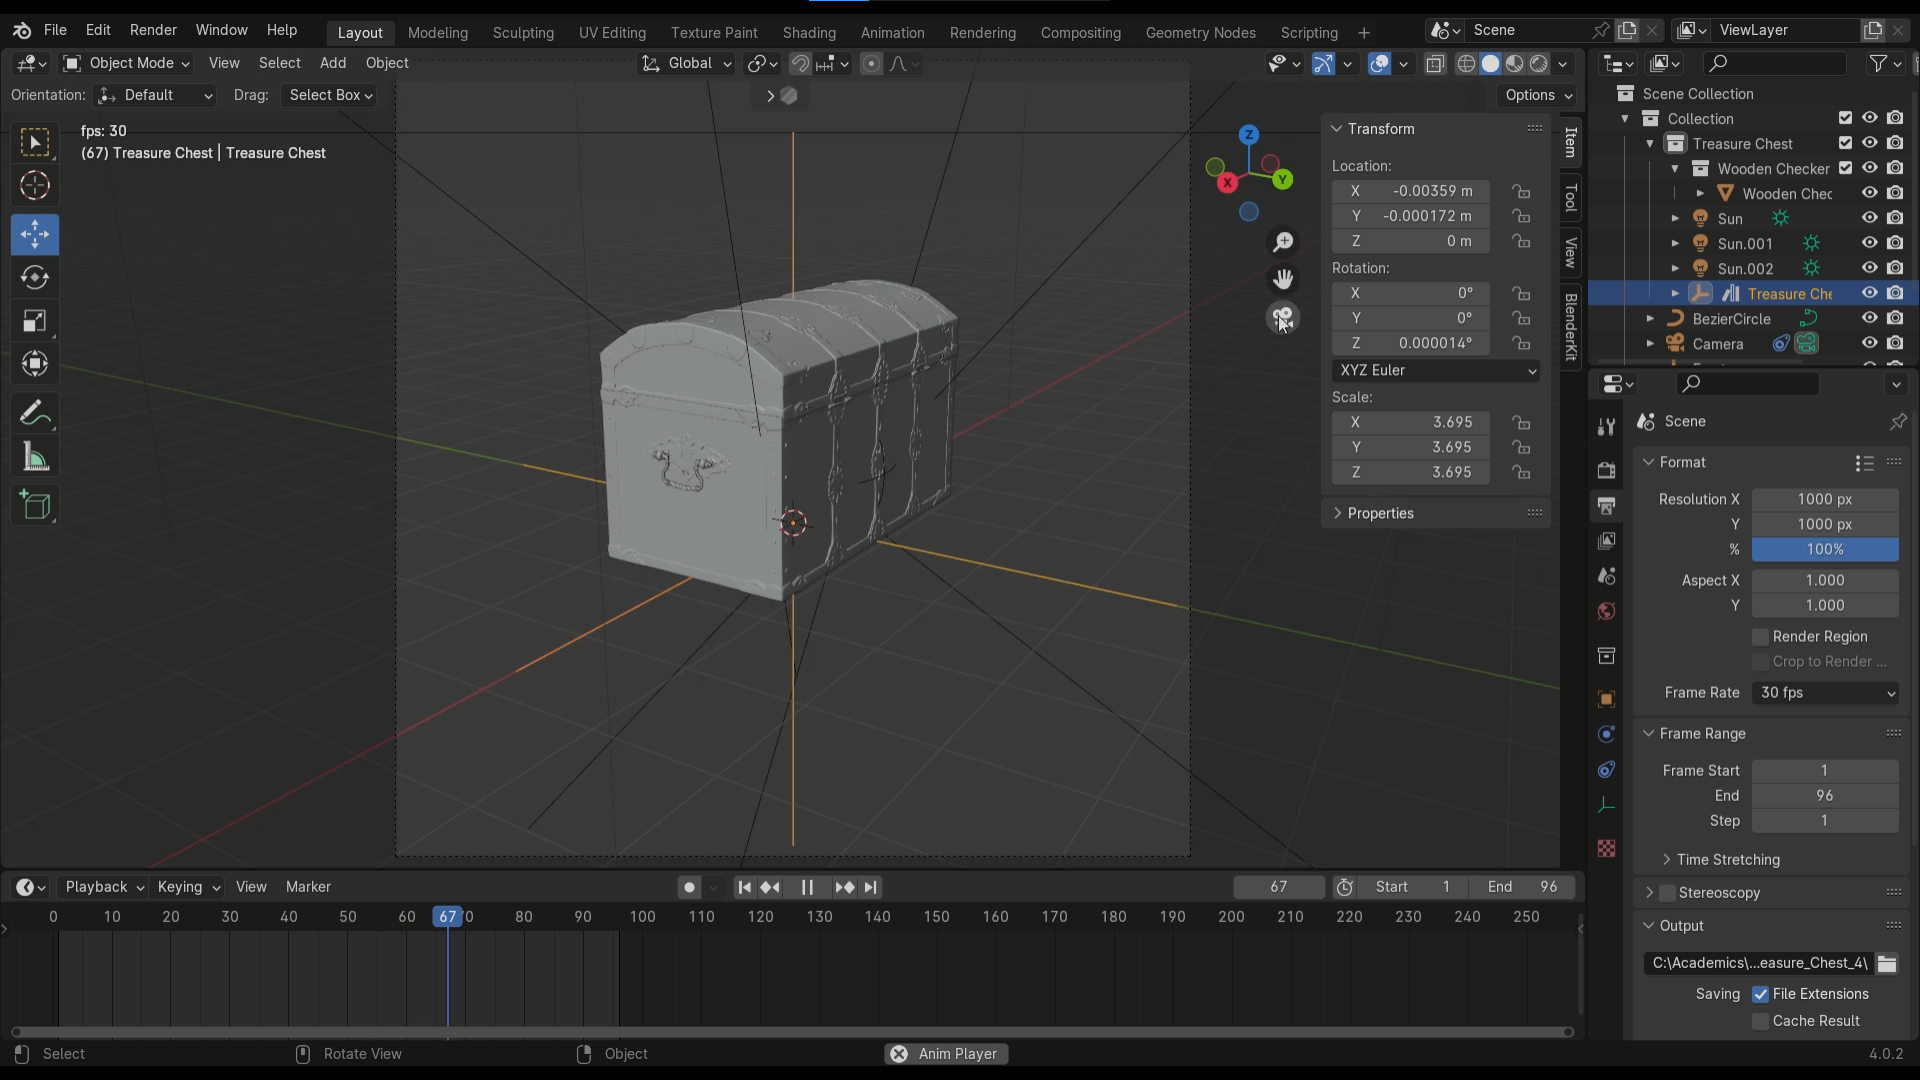 File Edit Render Window Help Layout Modeling Sculpting UV Editing Texture Paint Shading Animation Rendering Compositing Geometry Nodes Scripting + Scene ViewLayer
Object Mode View Select Add Object Global
Orientation: Default Drag: Select Box Options
fps: 30
(67) Treasure Chest | Treasure Chest
Z
X
Y
Transform
Location:
X -0.00359 m
Y -0.000172 m
Z 0 m
Rotation:
X 0°
Y 0°
Z 0.000014°
XYZ Euler
Scale:
X 3.695
Y 3.695
Z 3.695
Properties
Item
Tool
View
BlenderKit
Scene Collection
Collection
Treasure Chest
Wooden Checker
Wooden Chec
Sun
Sun.001
Sun.002
Treasure Che
BezierCircle
Camera
Scene
Format
Resolution X 1000 px
Y 1000 px
% 100%
Aspect X 1.000
Y 1.000
Render Region
Crop to Render ...
Frame Rate 30 fps
Frame Range
Frame Start 1
End 96
Step 1
Time Stretching
Stereoscopy
Output
C:\Academics\...easure_Chest_4\
Saving File Extensions
Cache Result
Playback Keying View Marker 67 Start 1 End 96
0 10 20 30 40 50 60 67 70 80 90 100 110 120 130 140 150 160 170 180 190 200 210 220 230 240 250
Select Rotate View Object Anim Player 4.0.2